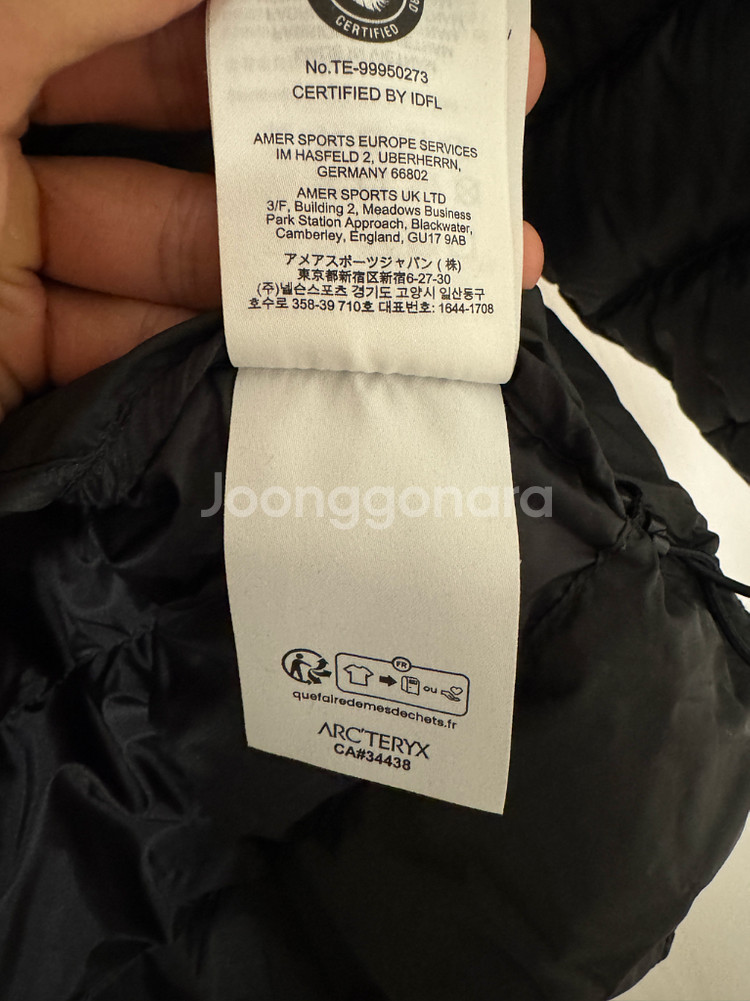 CERTIFIED
No.TE-99950273
CERTIFIED BY IDFL
AMER SPORTS EUROPE SERVICES
IM HASFELD 2, UBERHERRN,
GERMANY 66802
AMER SPORTS UK LTD
3/F, Building 2, Meadows Business
Park Station Approach, Blackwater,
Camberley, England, GU17 9AB
アメアスポーツジャパン (株)
東京都新宿区新宿6-27-30
(주)넬슨스포츠 경기도 고양시 일산동구
호수로 358-39 710호 대표번호: 1644-1708
Joonggonara
FR
ou
quefairedemesdechets.fr
ARC'TERYX
CA#34438